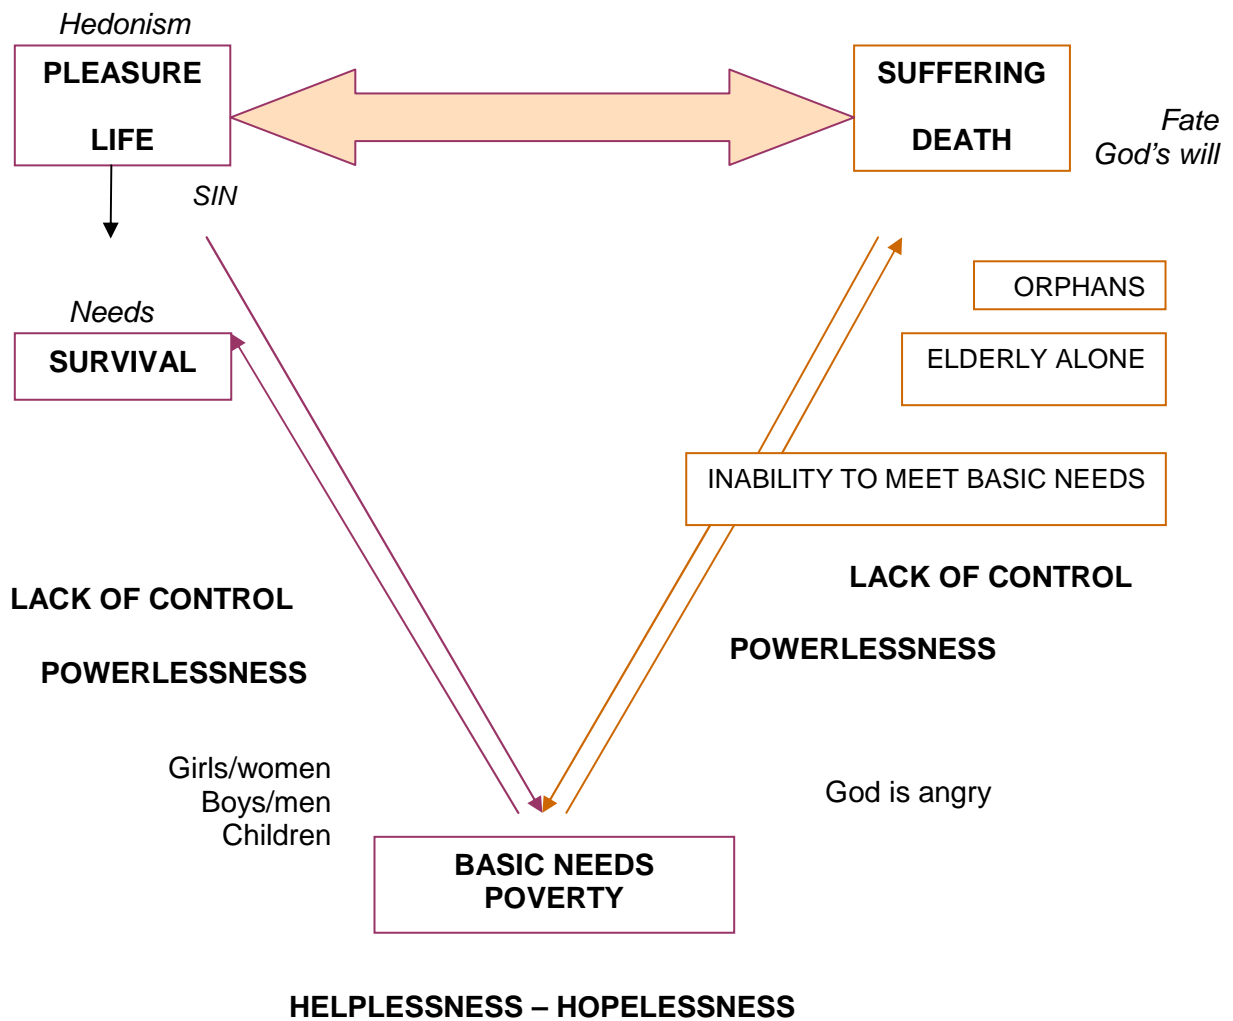 Hedonism
PLEASURE
LIFE
SUFFERING
DEATH
Fate
God's will
SIN
ORPHANS
Needs
SURVIVAL
ELDERLY ALONE
INABILITY TO MEET BASIC NEEDS
LACK OF CONTROL
LACK OF CONTROL
POWERLESSNESS
POWERLESSNESS
Girls/women
Boys/men
Children
God is angry
BASIC NEEDS
POVERTY
HELPLESSNESS – HOPELESSNESS